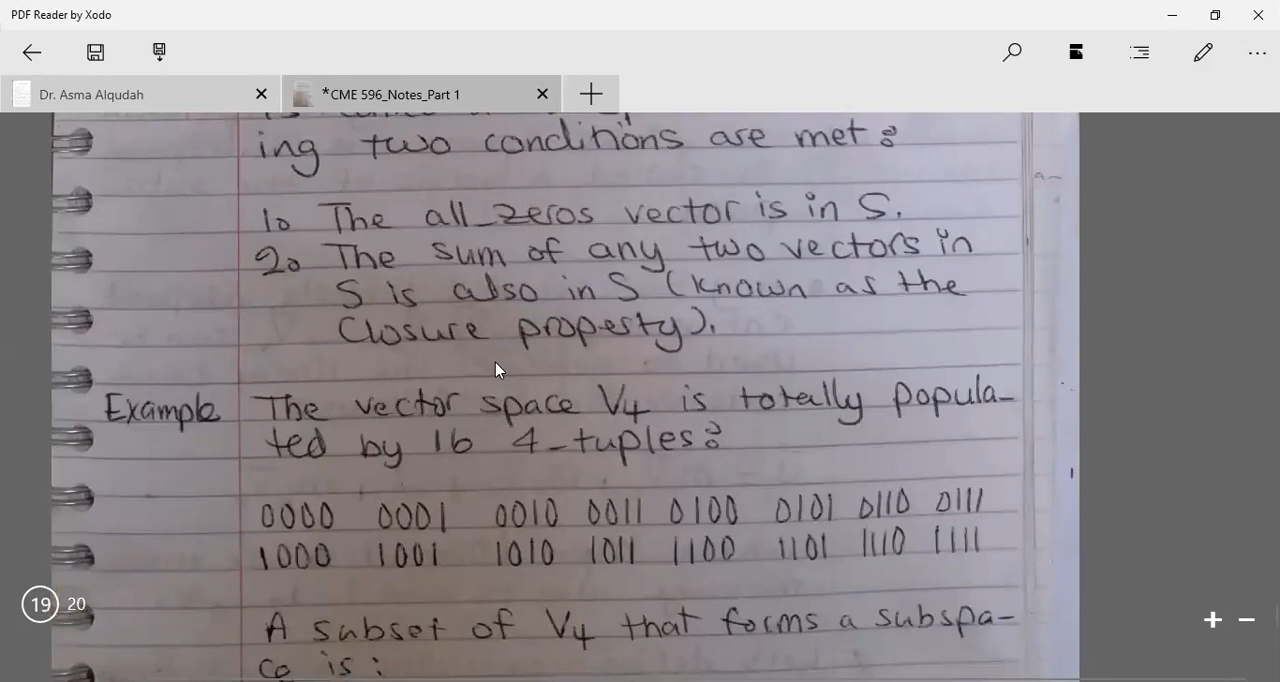 PDF Reader by Xodo
Dr. Asma Alqudah
*CME 596_Notes_Part 1
ing two conditions are met:
1. The all_zeros vector is in S.
2. The sum of any two vectors in
S is also in S (known as the
Closure property).
Example The vector space V4 is totally popula-
ted by 16 4-tuples:
0000 0001 0010 0011 0100 0101 0110 0111
1000 1001 1010 1011 1100 1101 1110 1111
19 20
A subset of V4 that forms a subspa-
ce is: